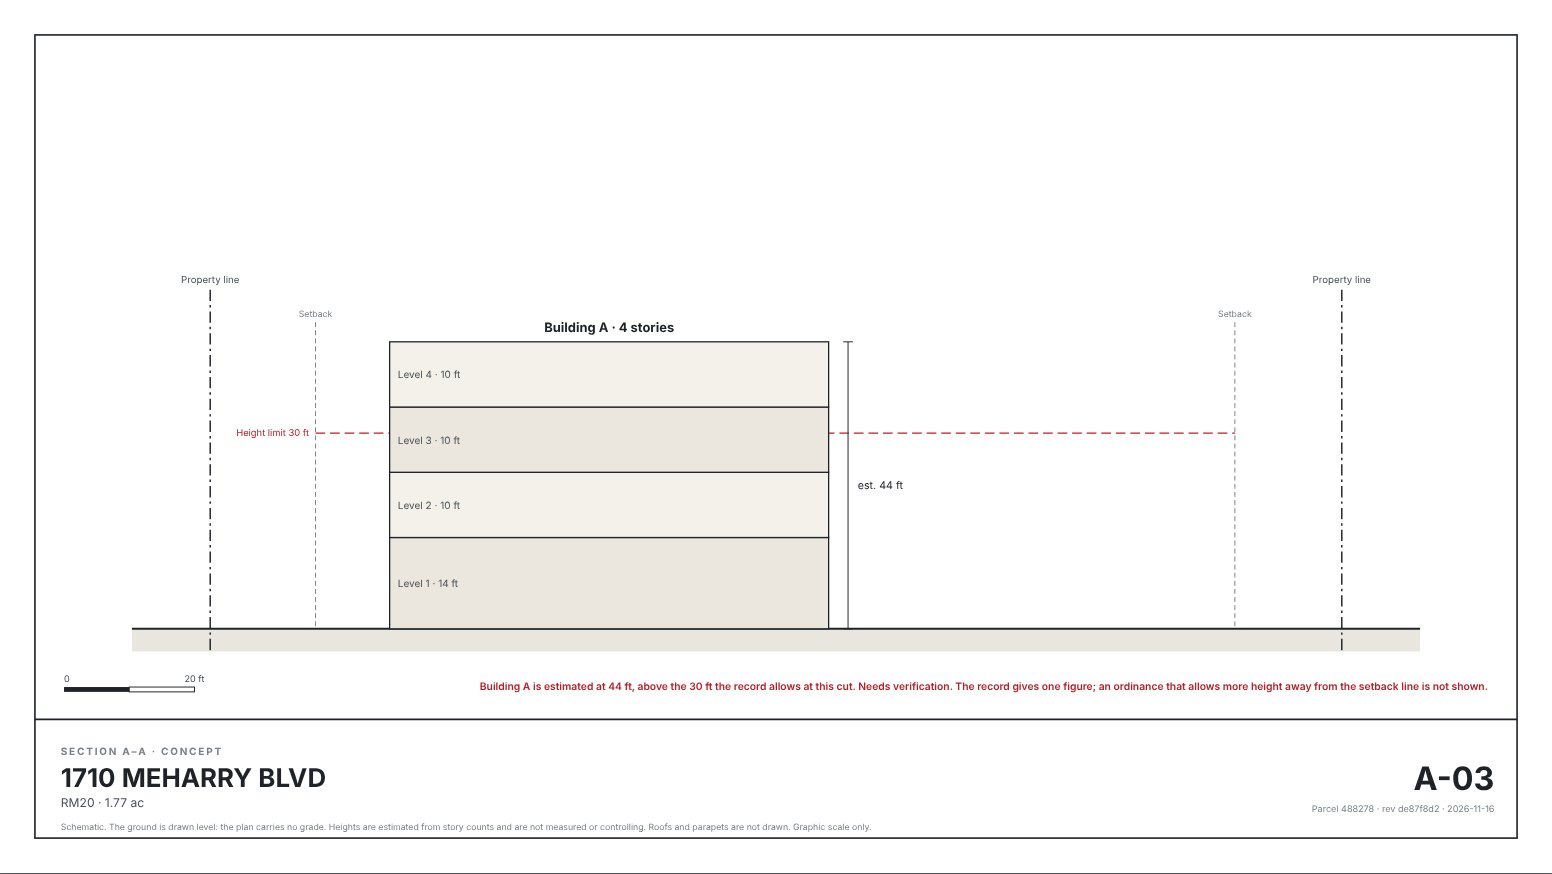 Property line
Property line
Setback
Setback
Building A · 4 stories
Level 4 · 10 ft
Height limit 30 ft
Level 3 · 10 ft
est. 44 ft
Level 2 · 10 ft
Level 1 · 14 ft
0
20 ft
Building A is estimated at 44 ft, above the 30 ft the record allows at this cut. Needs verification. The record gives one figure; an ordinance that allows more height away from the setback line is not shown.
SECTION A–A · CONCEPT
1710 MEHARRY BLVD
RM20 · 1.77 ac
A-03
Parcel 488278 · rev de87f8d2 · 2026-11-16
Schematic. The ground is drawn level: the plan carries no grade. Heights are estimated from story counts and are not measured or controlling. Roofs and parapets are not drawn. Graphic scale only.